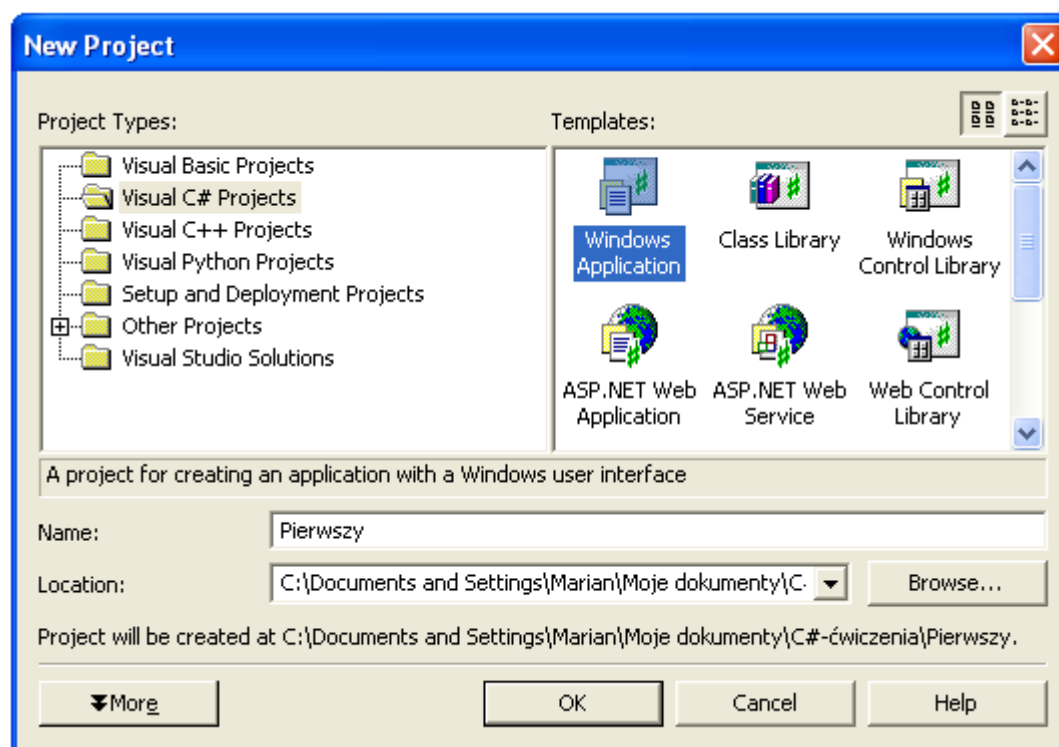 New Project
Project Types:
Templates:
Visual Basic Projects
Visual C# Projects
Visual C++ Projects
Visual Python Projects
Setup and Deployment Projects
Other Projects
Visual Studio Solutions
Windows
Application
Class Library
Windows
Control Library
ASP.NET Web
Application
ASP.NET Web
Service
Web Control
Library
A project for creating an application with a Windows user interface
Name:
Pierwszy
Location:
C:\Documents and Settings\Marian\Moje dokumenty\C-
Browse...
Project will be created at C:\Documents and Settings\Marian\Moje dokumenty\C#-ćwiczenia\Pierwszy.
More
OK
Cancel
Help